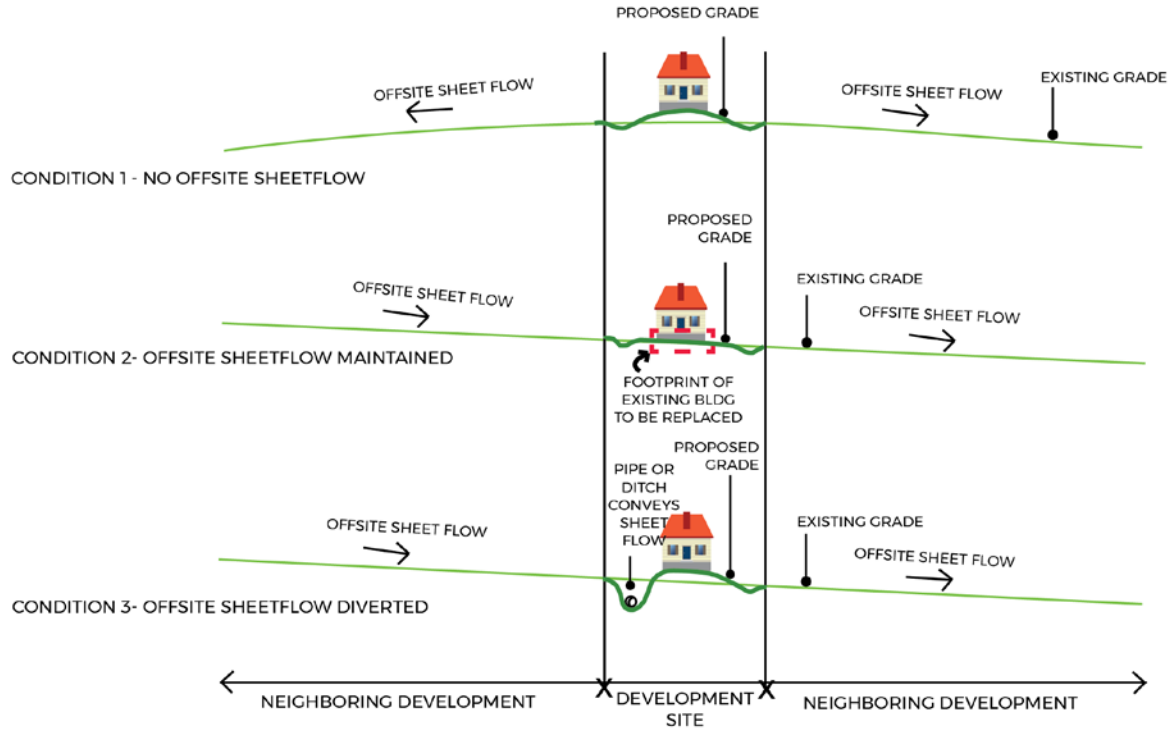 PROPOSED GRADE
OFFSITE SHEET FLOW
OFFSITE SHEET FLOW
EXISTING GRADE
CONDITION 1 - NO OFFSITE SHEETFLOW
PROPOSED
GRADE
OFFSITE SHEET FLOW
EXISTING GRADE
OFFSITE SHEET FLOW
CONDITION 2- OFFSITE SHEETFLOW MAINTAINED
FOOTPRINT OF
EXISTING BLDG
TO BE REPLACED
PROPOSED
GRADE
PIPE OR
DITCH
CONVEYS
SHEET
FLOW
OFFSITE SHEET FLOW
EXISTING GRADE
OFFSITE SHEET FLOW
CONDITION 3- OFFSITE SHEETFLOW DIVERTED
NEIGHBORING DEVELOPMENT
DEVELOPMENT
SITE
NEIGHBORING DEVELOPMENT